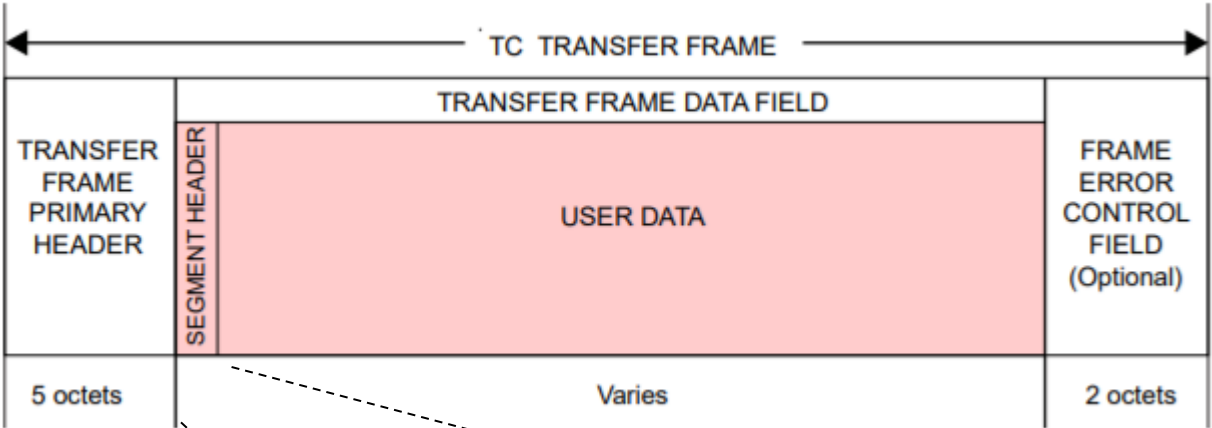 TC TRANSFER FRAME
TRANSFER FRAME DATA FIELD
TRANSFER
FRAME
PRIMARY
HEADER
SEGMENT HEADER
USER DATA
FRAME
ERROR
CONTROL
FIELD
(Optional)
5 octets
Varies
2 octets